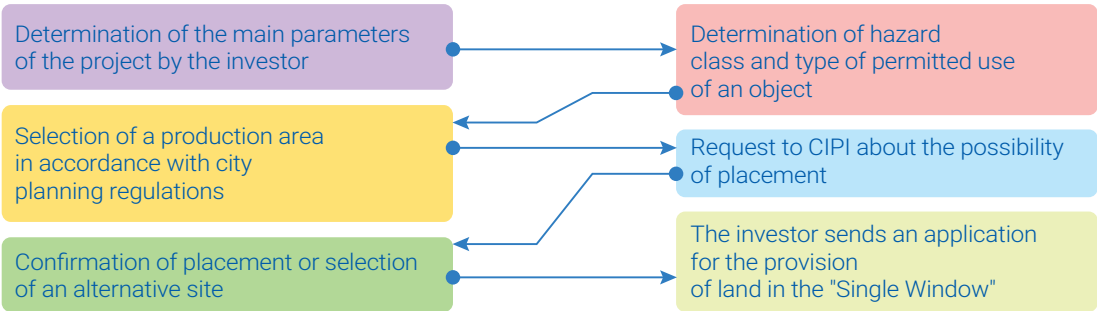 Determination of the main parameters
of the project by the investor
Determination of hazard
class and type of permitted use
of an object
Selection of a production area
in accordance with city
planning regulations
Request to CIPI about the possibility
of placement
Confirmation of placement or selection
of an alternative site
The investor sends an application
for the provision
of land in the "Single Window"